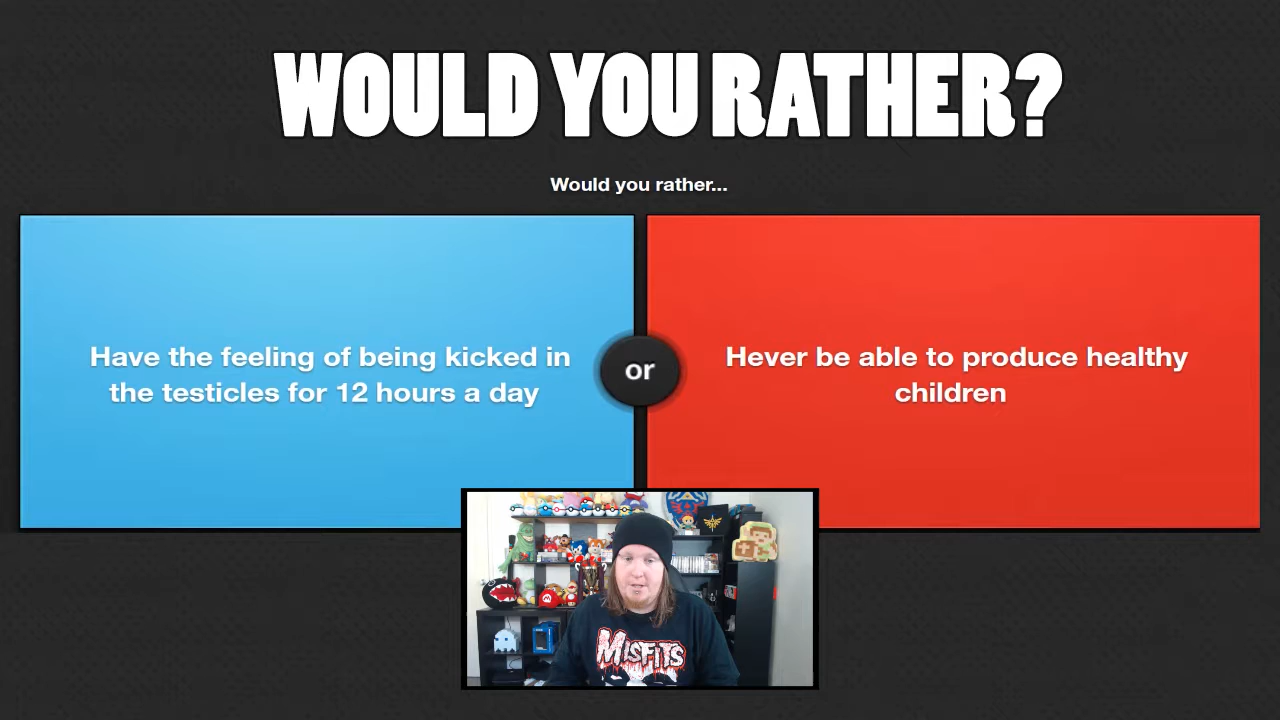 WOULD YOU RATHER?
Would you rather...
Have the feeling of being kicked in
the testicles for 12 hours a day
or
Hever be able to produce healthy
children
MISFITS